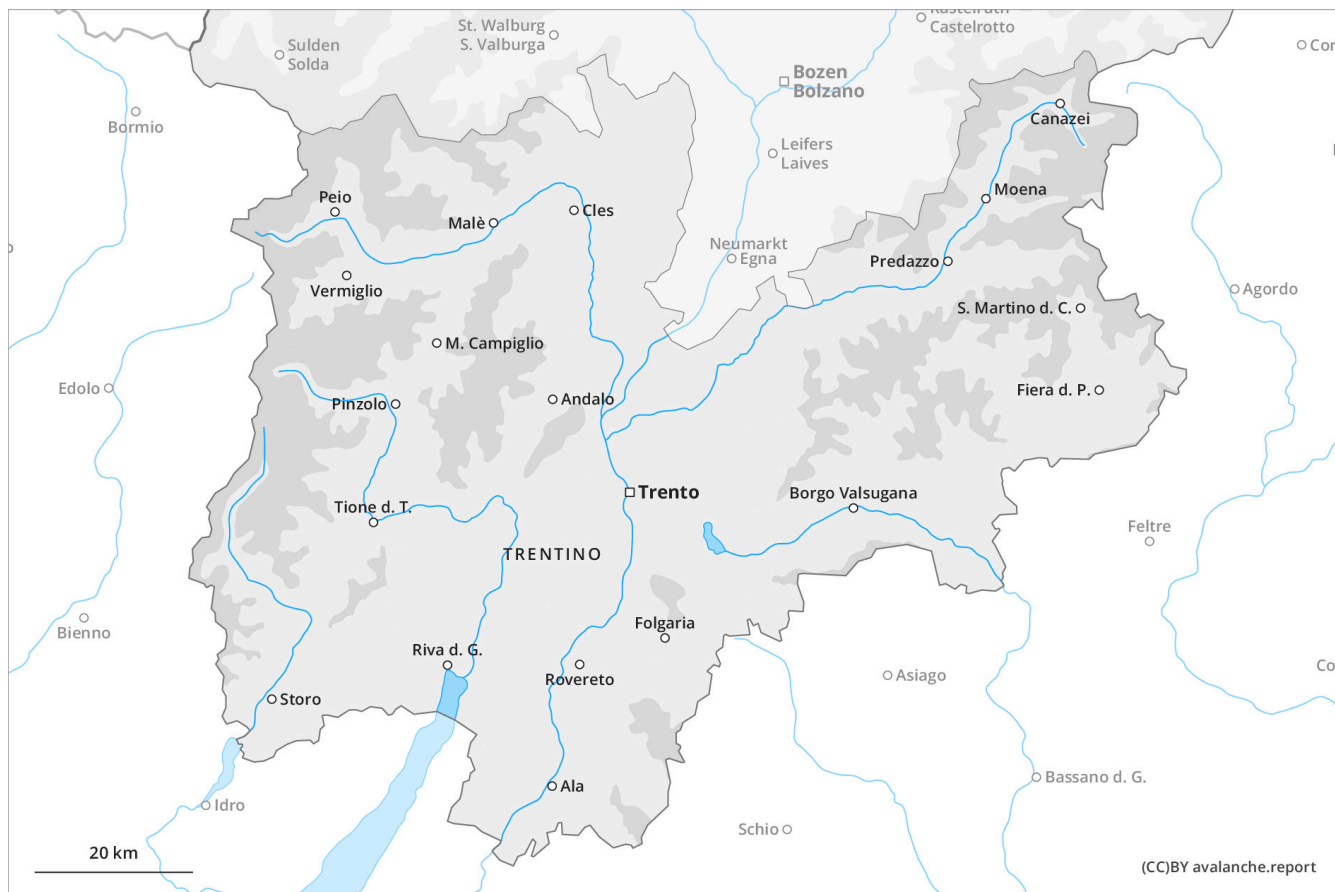 Kastelruth
Castelrotto
St. Walburg
S. Valburga
Sulden
Solda
Cor
Bozen
Bolzano
Bormio
Canazei
Leifers
Laives
Moena
Peio
Malè
Cles
Neumarkt
Egna
Predazzo
Vermiglio
Agordo
S. Martino d. C.
M. Campiglio
Edolo
Fiera d. P.
Pinzolo
Andalo
Trento
Borgo Valsugana
Tione d. T.
Feltre
TRENTINO
Bienno
Folgaria
Riva d. G.
Rovereto
Asiago
Co
Storo
Bassano d. G.
Ala
Idro
Schio
20 km
(CC)BY avalanche.report